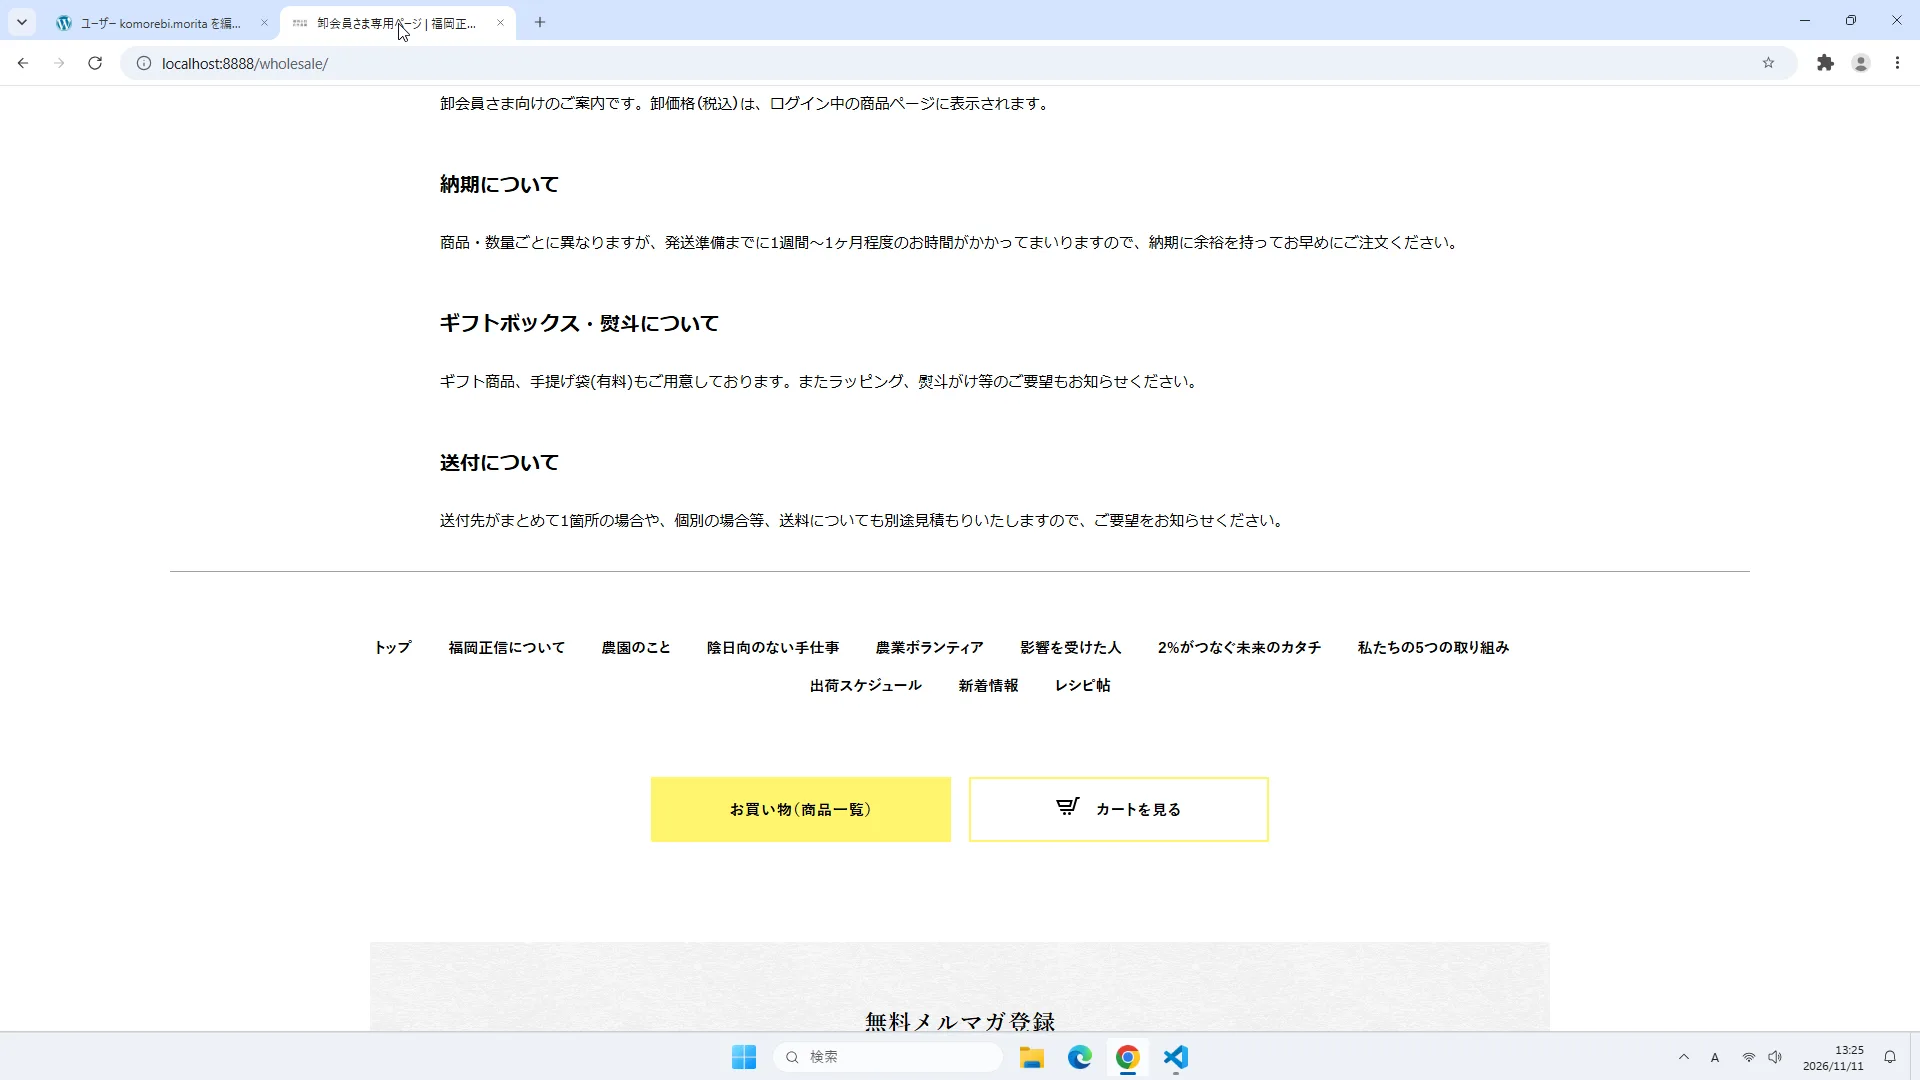 ユーザー komorebi.morita を編...
卸会員さま専用ページ | 福岡正...
localhost:8888/wholesale/
卸会員さま向けのご案内です。卸価格(税込)は、ログイン中の商品ページに表示されます。
納期について
商品・数量ごとに異なりますが、発送準備までに1週間〜1ヶ月程度のお時間がかかってまいりますので、納期に余裕を持ってお早めにご注文ください。
ギフトボックス・熨斗について
ギフト商品、手提げ袋(有料)もご用意しております。またラッピング、熨斗がけ等のご要望もお知らせください。
送付について
送付先がまとめて1箇所の場合や、個別の場合等、送料についても別途見積もりいたしますので、ご要望をお知らせください。
トップ 福岡正信について 農園のこと 陰日向のない手仕事 農業ボランティア 影響を受けた人 2%がつなぐ未来のカタチ 私たちの5つの取り組み
出荷スケジュール 新着情報 レシピ帖
お買い物(商品一覧) カートを見る
無料メルマガ登録
検索
A
13:25
2026/11/11